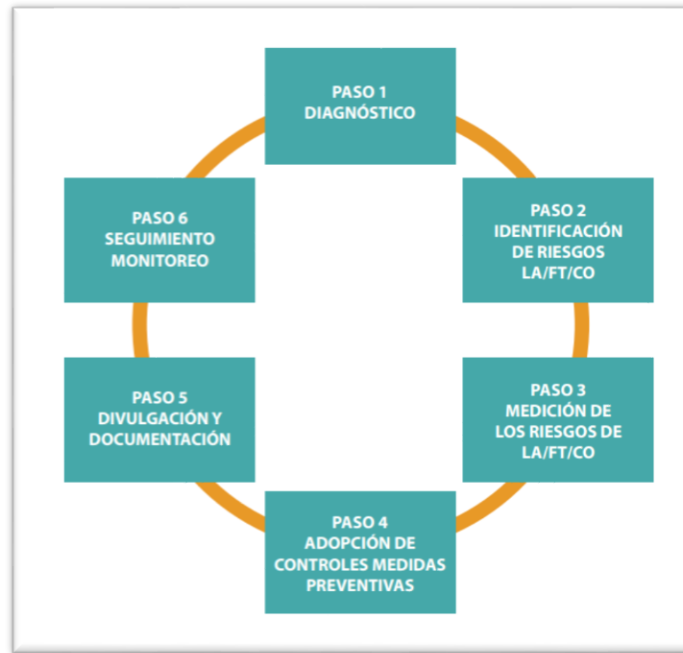 PASO 1
DIAGNÓSTICO
PASO 2
IDENTIFICACIÓN
DE RIESGOS
LA/FT/CO
PASO 3
MEDICIÓN DE
LOS RIESGOS DE
LA/FT/CO
PASO 4
ADOPCIÓN DE
CONTROLES MEDIDAS
PREVENTIVAS
PASO 5
DIVULGACIÓN Y
DOCUMENTACIÓN
PASO 6
SEGUIMIENTO
MONITOREO